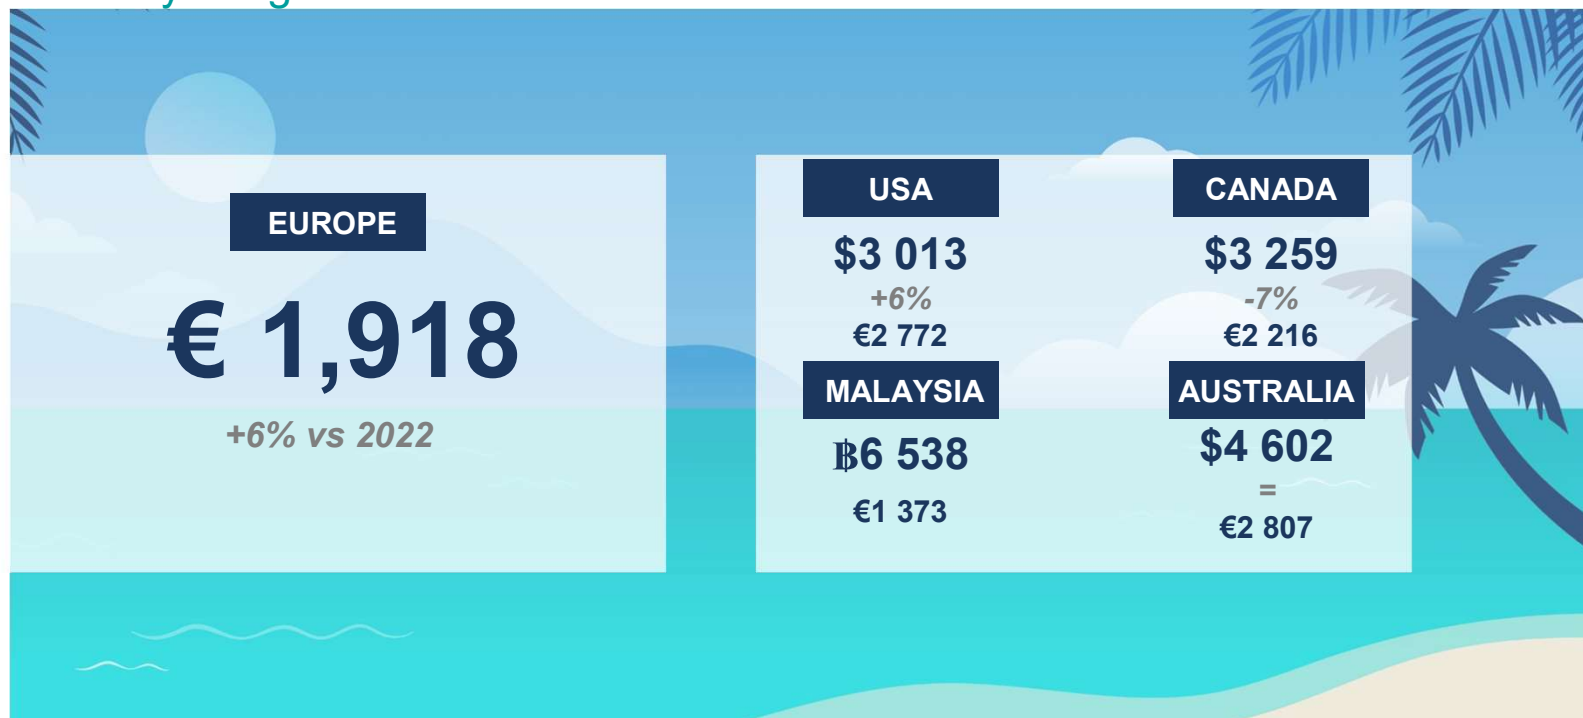 EUROPE
€ 1,918
+6% vs 2022
USA
$3 013
+6%
€2 772
CANADA
$3 259
-7%
€2 216
MALAYSIA
฿6 538
€1 373
AUSTRALIA
$4 602
=
€2 807